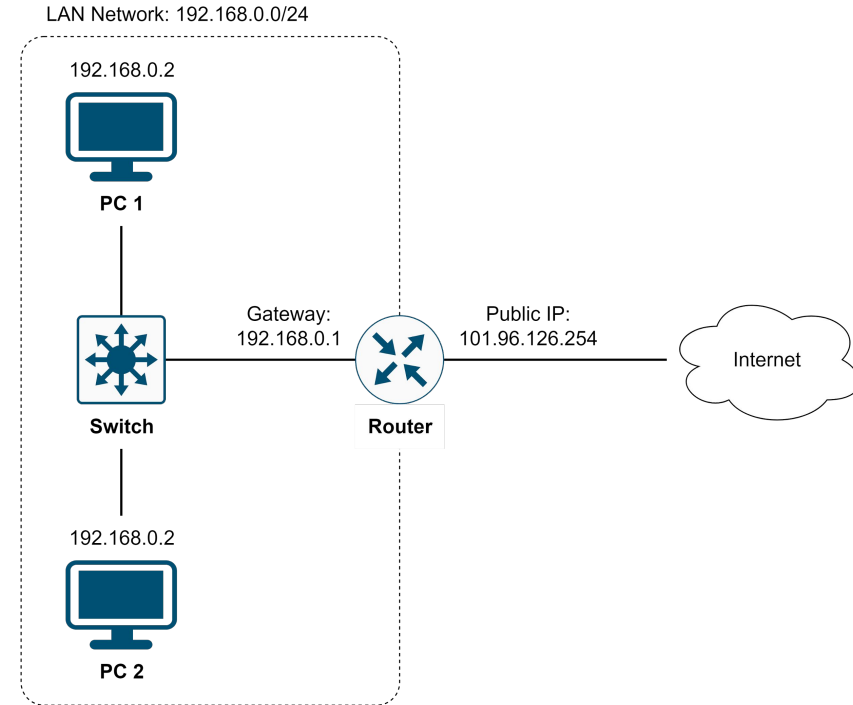 LAN Network: 192.168.0.0/24
192.168.0.2
PC 1
Gateway:
192.168.0.1
Public IP:
101.96.126.254
Internet
Switch
Router
192.168.0.2
PC 2